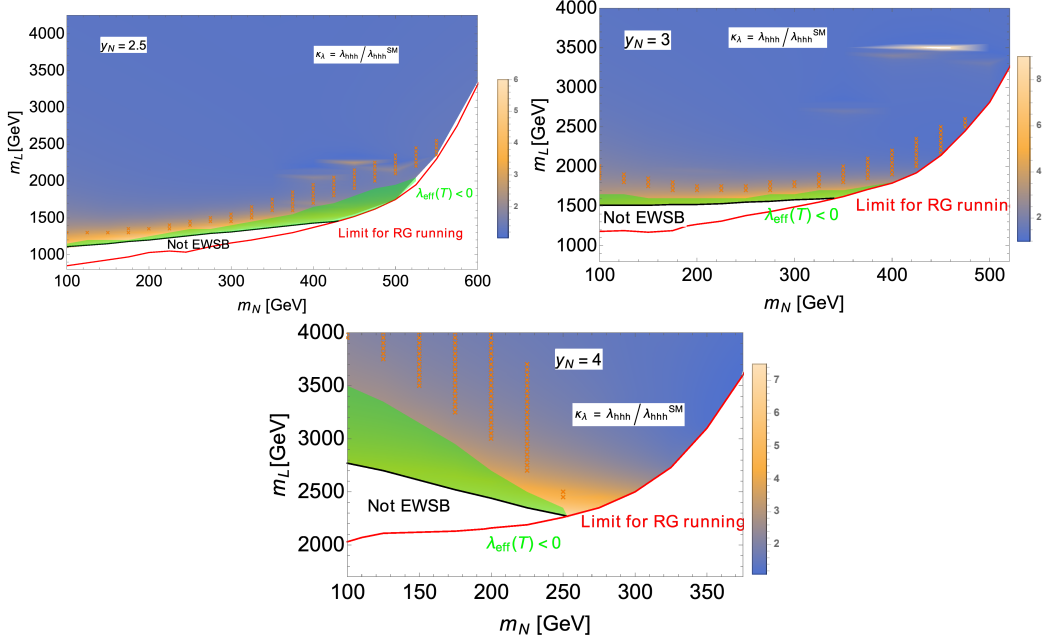 y_N = 2.5
κ_λ = λ_hhh / λ_hhh^SM
4000
3500
3000
2500
2000
1500
1000
m_L [GeV]
λ_eff(T) < 0
Not EWSB
Limit for RG running
100 200 300 400 500 600
m_N [GeV]
6
5
4
3
2
y_N = 3
κ_λ = λ_hhh / λ_hhh^SM
4000
3500
3000
2500
2000
1500
1000
m_L [GeV]
Not EWSB
λ_eff(T) < 0
Limit for RG runnin
100 200 300 400 500
m_N [GeV]
8
6
4
2
y_N = 4
κ_λ = λ_hhh / λ_hhh^SM
4000
3500
3000
2500
2000
m_L [GeV]
Not EWSB
Limit for RG running
λ_eff(T) < 0
100 150 200 250 300 350
m_N [GeV]
7
6
5
4
3
2